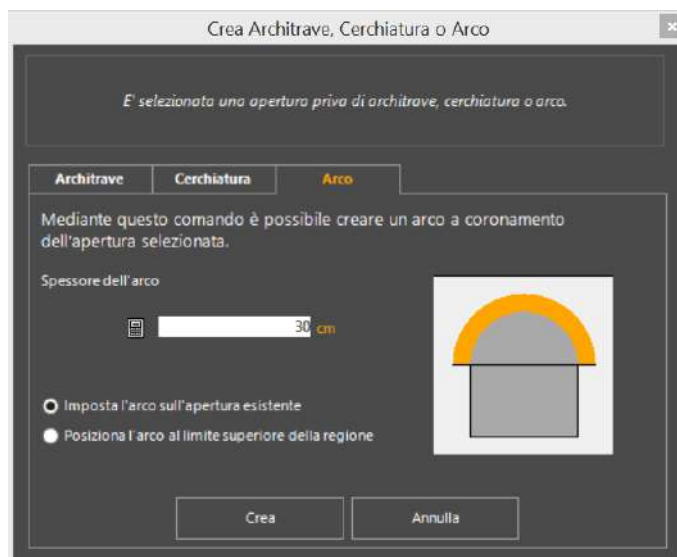 Crea Architrave, Cerchiatura o Arco
E' selezionata una apertura priva di architrave, cerchiatura o arco.
Architrave Cerchiatura Arco
Mediante questo comando è possibile creare un arco a coronamento
dell'apertura selezionata.
Spessore dell'arco
30 cm
Imposta l'arco sull'apertura esistente
Posiziona l'arco al limite superiore della regione
Crea Annulla